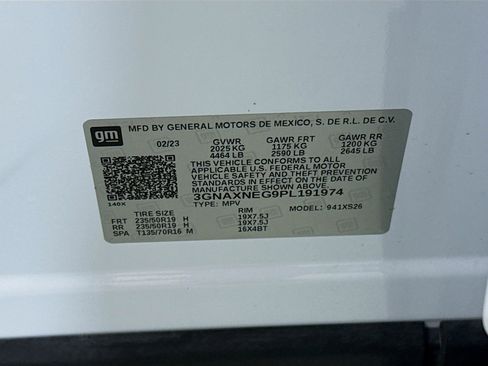 gm
MFD BY GENERAL MOTORS DE MEXICO, S. DE R.L. DE C.V.
02/23 GVWR GAWR FRT GAWR RR
2025 KG 1175 KG 1200 KG
4464 LB 2590 LB 2645 LB
THIS VEHICLE CONFORMS TO ALL
APPLICABLE U.S. FEDERAL MOTOR
VEHICLE SAFETY AND THEFT PREVENTION
STANDARDS IN EFFECT ON THE DATE OF
MANUFACTURE SHOWN ABOVE.
3GNAXNEG9PL191974
140X TYPE: MPV MODEL: 941XS26
TIRE SIZE RIM
FRT 235/50R19 H 19X7.5J
RR 235/50R19 H 19X7.5J
SPA T135/70R16 M 16X4BT